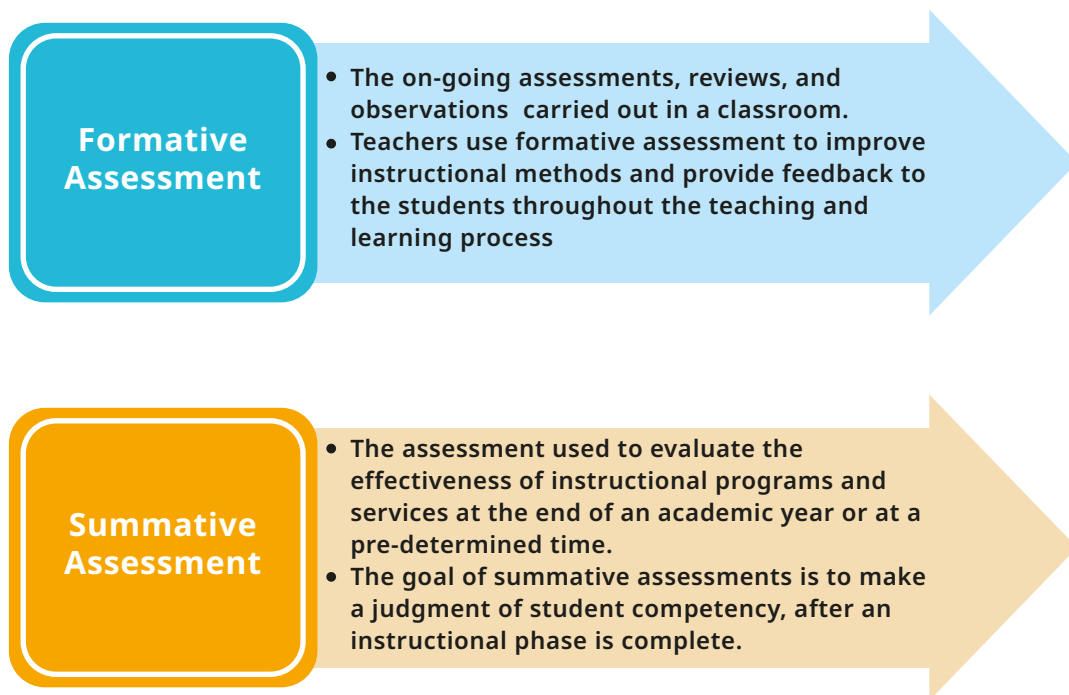 Formative
Assessment
• The on-going assessments, reviews, and
observations  carried out in a classroom.
• Teachers use formative assessment to improve
instructional methods and provide feedback to
the students throughout the teaching and
learning process
Summative
Assessment
• The assessment used to evaluate the
effectiveness of instructional programs and
services at the end of an academic year or at a
pre-determined time.
• The goal of summative assessments is to make
a judgment of student competency, after an
instructional phase is complete.